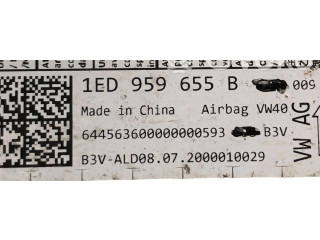 1ED 959 655 B 009
Made in China Airbag VW40
644563600000000593 B3V
B3V-ALD08.07.2000010029
VW AG